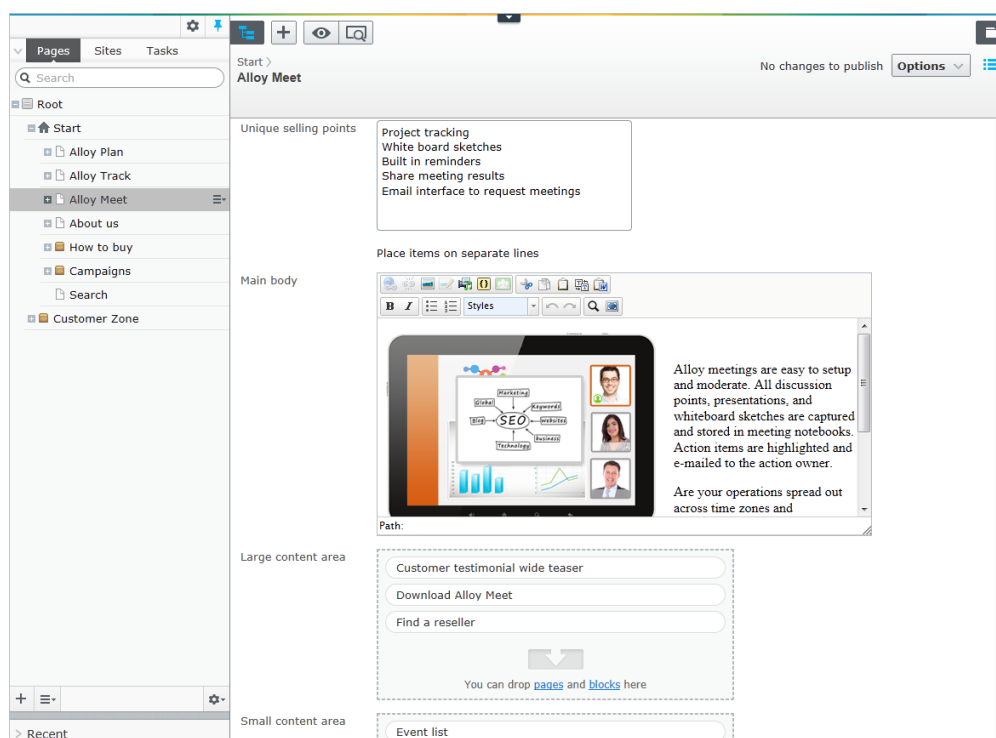 Pages Sites Tasks
Search
Root
Start
Alloy Plan
Alloy Track
Alloy Meet
About us
How to buy
Campaigns
Search
Customer Zone
Recent
Start >
Alloy Meet
No changes to publish Options
Unique selling points
Project tracking
White board sketches
Built in reminders
Share meeting results
Email interface to request meetings
Place items on separate lines
Main body
B I Styles
Marketing
Global
Keywords
Blog SEO websites
Business
Technology
Alloy meetings are easy to setup
and moderate. All discussion
points, presentations, and
whiteboard sketches are captured
and stored in meeting notebooks.
Action items are highlighted and
e-mailed to the action owner.
Are your operations spread out
across time zones and
Path:
Large content area
Customer testimonial wide teaser
Download Alloy Meet
Find a reseller
You can drop pages and blocks here
Small content area
Event list